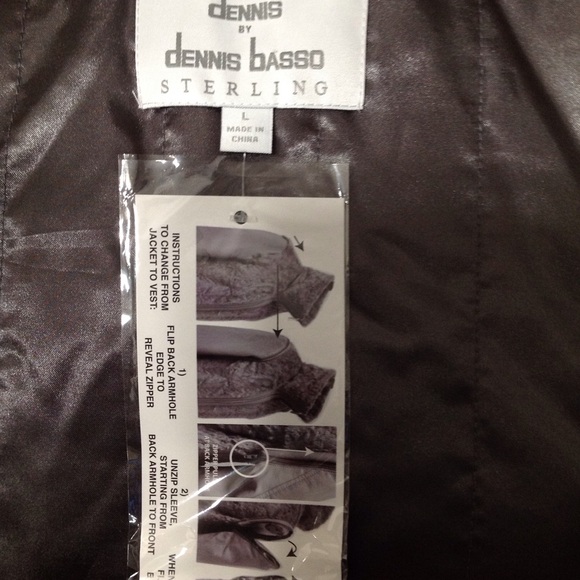 dENNIS
BY
dENNIS bASSO
STERLING
L
MADE IN
CHINA
INSTRUCTIONS
TO CHANGE FROM
JACKET TO VEST:
1)
FLIP BACK ARMHOLE
EDGE TO
REVEAL ZIPPER
2)
UNZIP SLEEVE,
STARTING FROM
BACK ARMHOLE TO FRONT